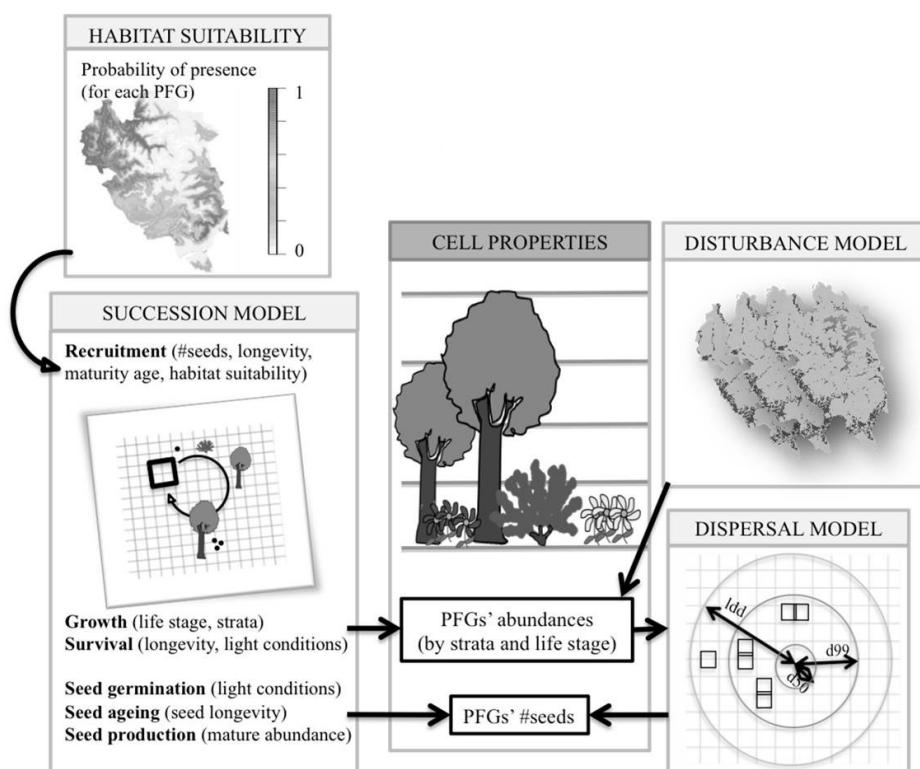 HABITAT SUITABILITY
Probability of presence
(for each PFG)
1
0
SUCCESSION MODEL
Recruitment (#seeds, longevity,
maturity age, habitat suitability)
Growth (life stage, strata)
Survival (longevity, light conditions)
Seed germination (light conditions)
Seed ageing (seed longevity)
Seed production (mature abundance)
CELL PROPERTIES
PFGs' abundances
(by strata and life stage)
PFGs' #seeds
DISTURBANCE MODEL
DISPERSAL MODEL
ldd
d99
d50